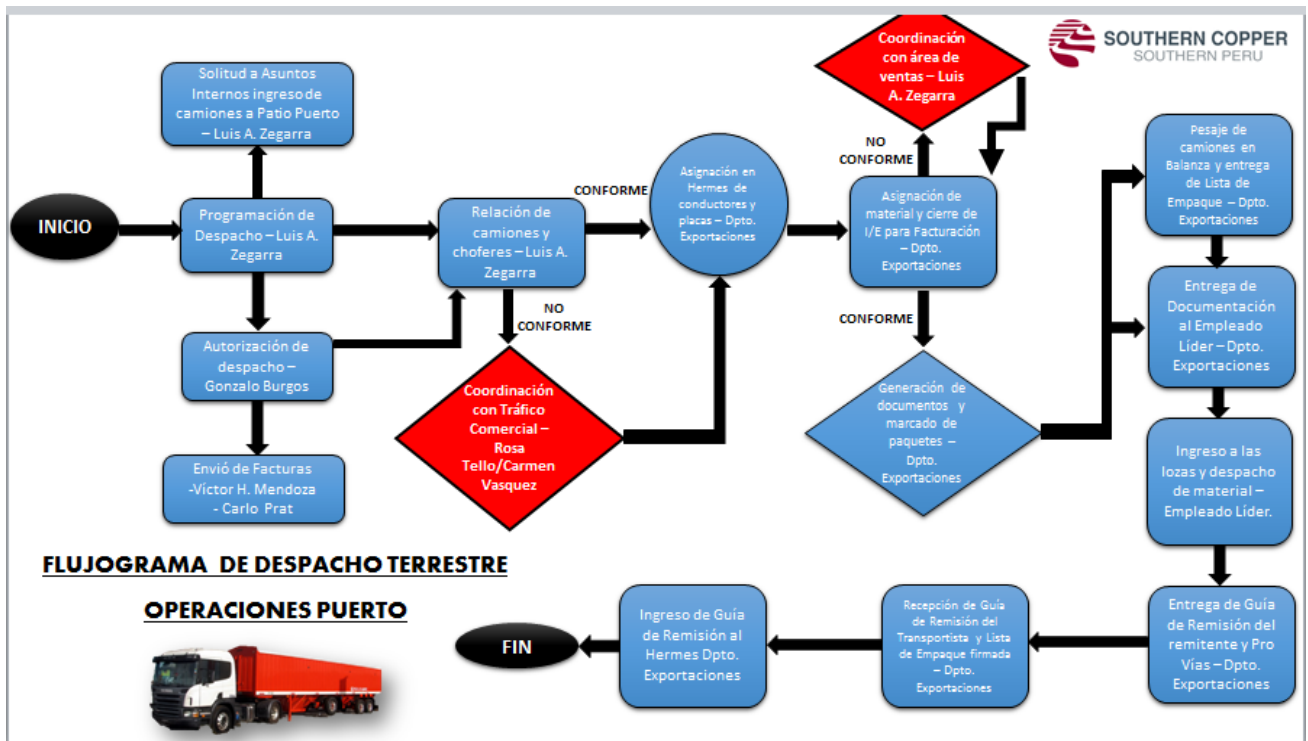 SOUTHERN COPPER
SOUTHERN PERU
INICIO
Solitud a Asuntos
Internos ingreso de
camiones a Patio Puerto
– Luis A. Zegarra
Programación de
Despacho – Luis A.
Zegarra
Autorización de
despacho –
Gonzalo Burgos
Envió de Facturas
-Víctor H. Mendoza
- Carlo Prat
Relación de
camiones y
choferes – Luis A.
Zegarra
CONFORME
NO
CONFORME
Coordinación
con Tráfico
Comercial –
Rosa
Tello/Carmen
Vasquez
Asignación en
Hermes de
conductores y
placas – Dpto.
Exportaciones
Coordinación
con área de
ventas – Luis
A. Zegarra
NO
CONFORME
Asignación de
material y cierre de
I/E para Facturación
– Dpto.
Exportaciones
CONFORME
Generación de
documentos y
marcado de
paquetes –
Dpto.
Exportaciones
Pesaje de
camiones en
Balanza y entrega
de Lista de
Empaque – Dpto.
Exportaciones
Entrega de
Documentación
al Empleado
Líder – Dpto.
Exportaciones
Ingreso a las
lozas y despacho
de material –
Empleado Líder.
Entrega de Guía
de Remisión del
remitente y Pro
Vías – Dpto.
Exportaciones
Recepción de Guía
de Remisión del
Transportista y Lista
de Empaque firmada
– Dpto.
Exportaciones
Ingreso de Guía
de Remisión al
Hermes Dpto.
Exportaciones
FIN
FLUJOGRAMA DE DESPACHO TERRESTRE
OPERACIONES PUERTO